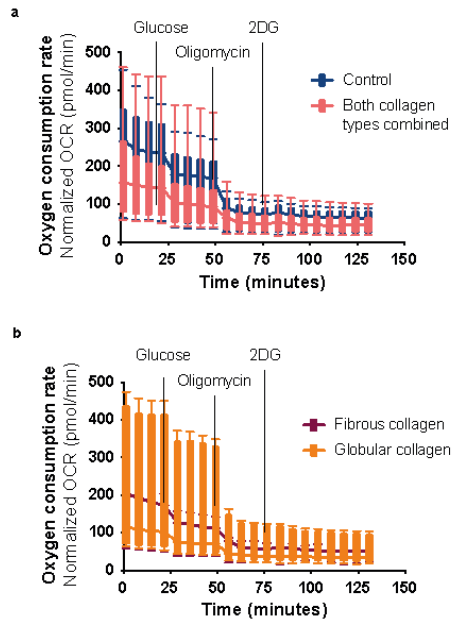 a
Glucose
2DG
Oligomycin
500
400
300
200
100
0
Oxygen consumption rate
Normalized OCR (pmol/min)
Control
Both collagen
types combined
0
25
50
75
100
125
150
Time (minutes)
b
Glucose
2DG
Oligomycin
500
400
300
200
100
0
Oxygen consumption rate
Normalized OCR (pmol/min)
Fibrous collagen
Globular collagen
0
25
50
75
100
125
150
Time (minutes)